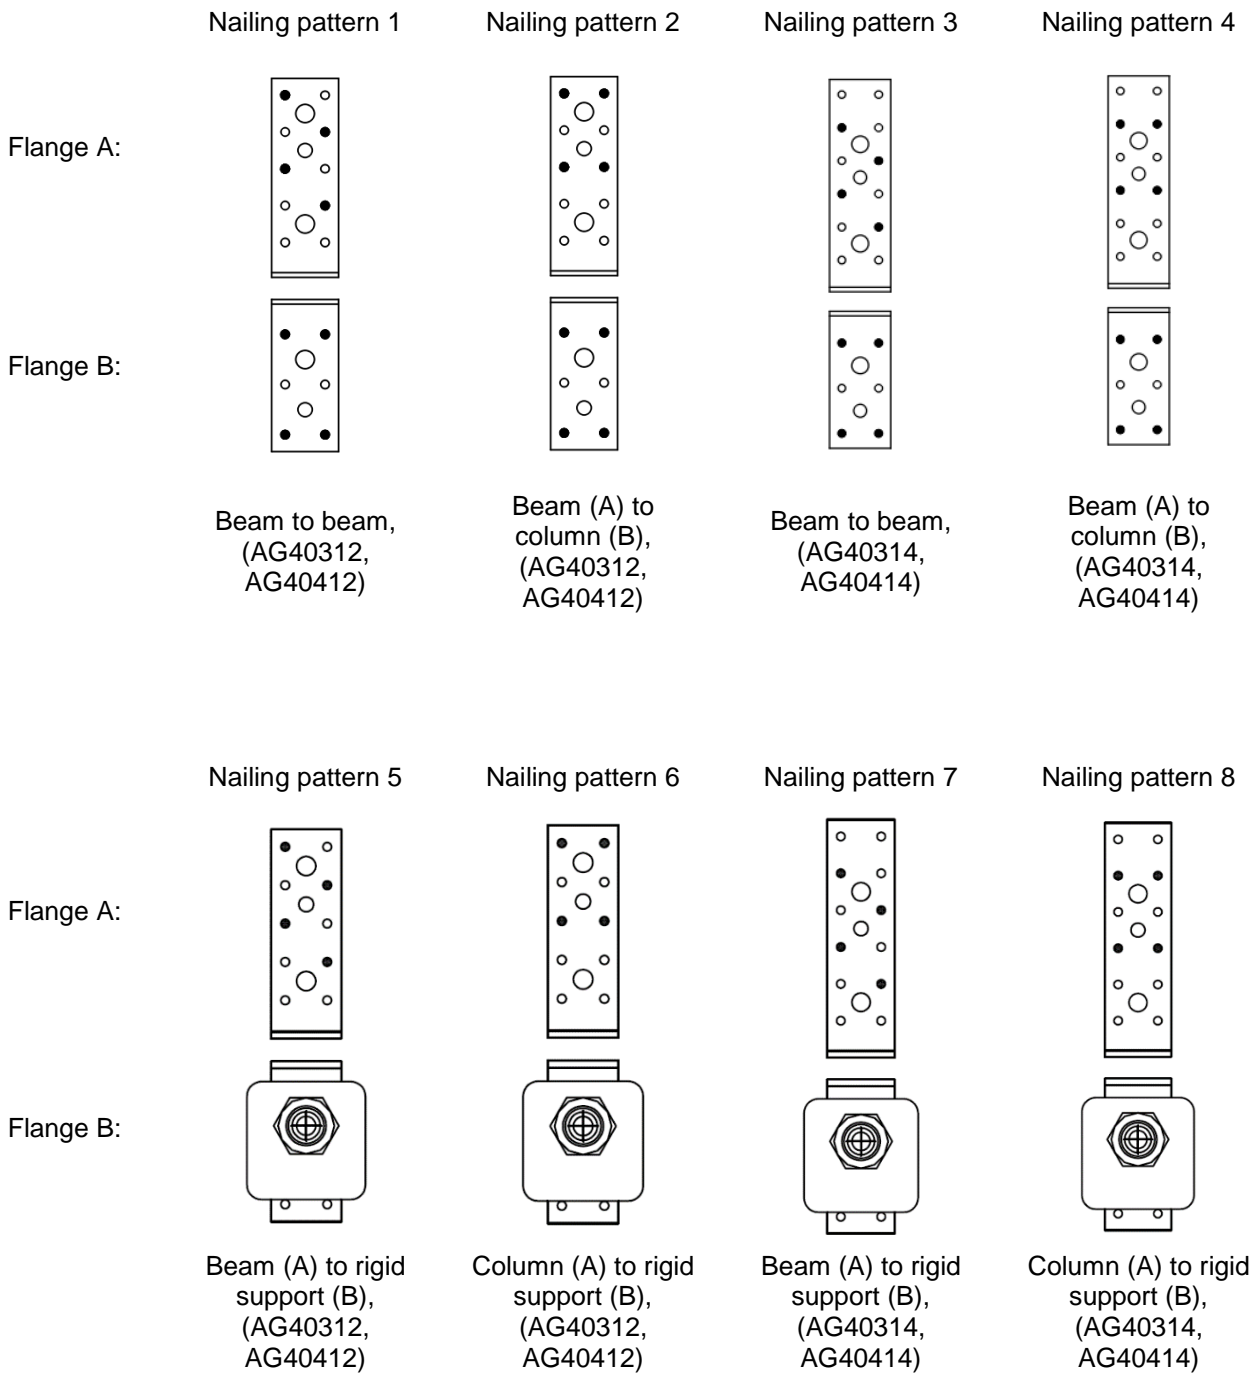 Nailing pattern 1
Nailing pattern 2
Nailing pattern 3
Nailing pattern 4
Flange A:
Flange B:
Beam to beam,
(AG40312,
AG40412)
Beam (A) to
column (B),
(AG40312,
AG40412)
Beam to beam,
(AG40314,
AG40414)
Beam (A) to
column (B),
(AG40314,
AG40414)
Nailing pattern 5
Nailing pattern 6
Nailing pattern 7
Nailing pattern 8
Flange A:
Flange B:
Beam (A) to rigid
support (B),
(AG40312,
AG40412)
Column (A) to rigid
support (B),
(AG40312,
AG40412)
Beam (A) to rigid
support (B),
(AG40314,
AG40414)
Column (A) to rigid
support (B),
(AG40314,
AG40414)